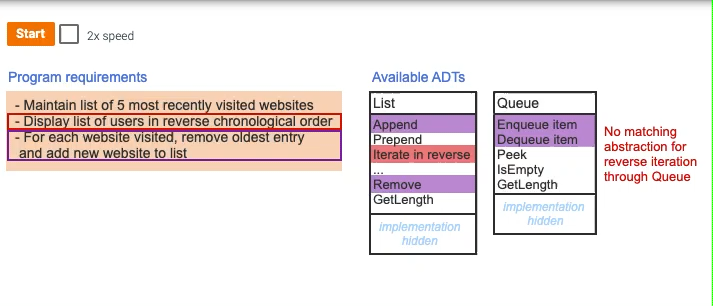 Start
2x speed
Program requirements
- Maintain list of 5 most recently visited websites
- Display list of users in reverse chronological order
- For each website visited, remove oldest entry
and add new website to list
Available ADTs
List
Append
Prepend
Iterate in reverse
...
Remove
GetLength
implementation
hidden
Queue
Enqueue item
Dequeue item
Peek
IsEmpty
GetLength
implementation
hidden
No matching
abstraction for
reverse iteration
through Queue